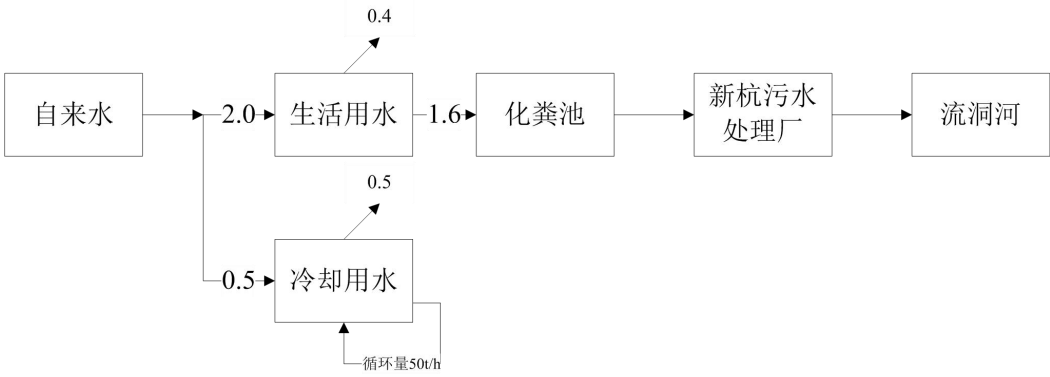 0.4
自来水
2.0
生活用水
1.6
化粪池
新杭污水
处理厂
流洞河
0.5
0.5
冷却用水
循环量50t/h